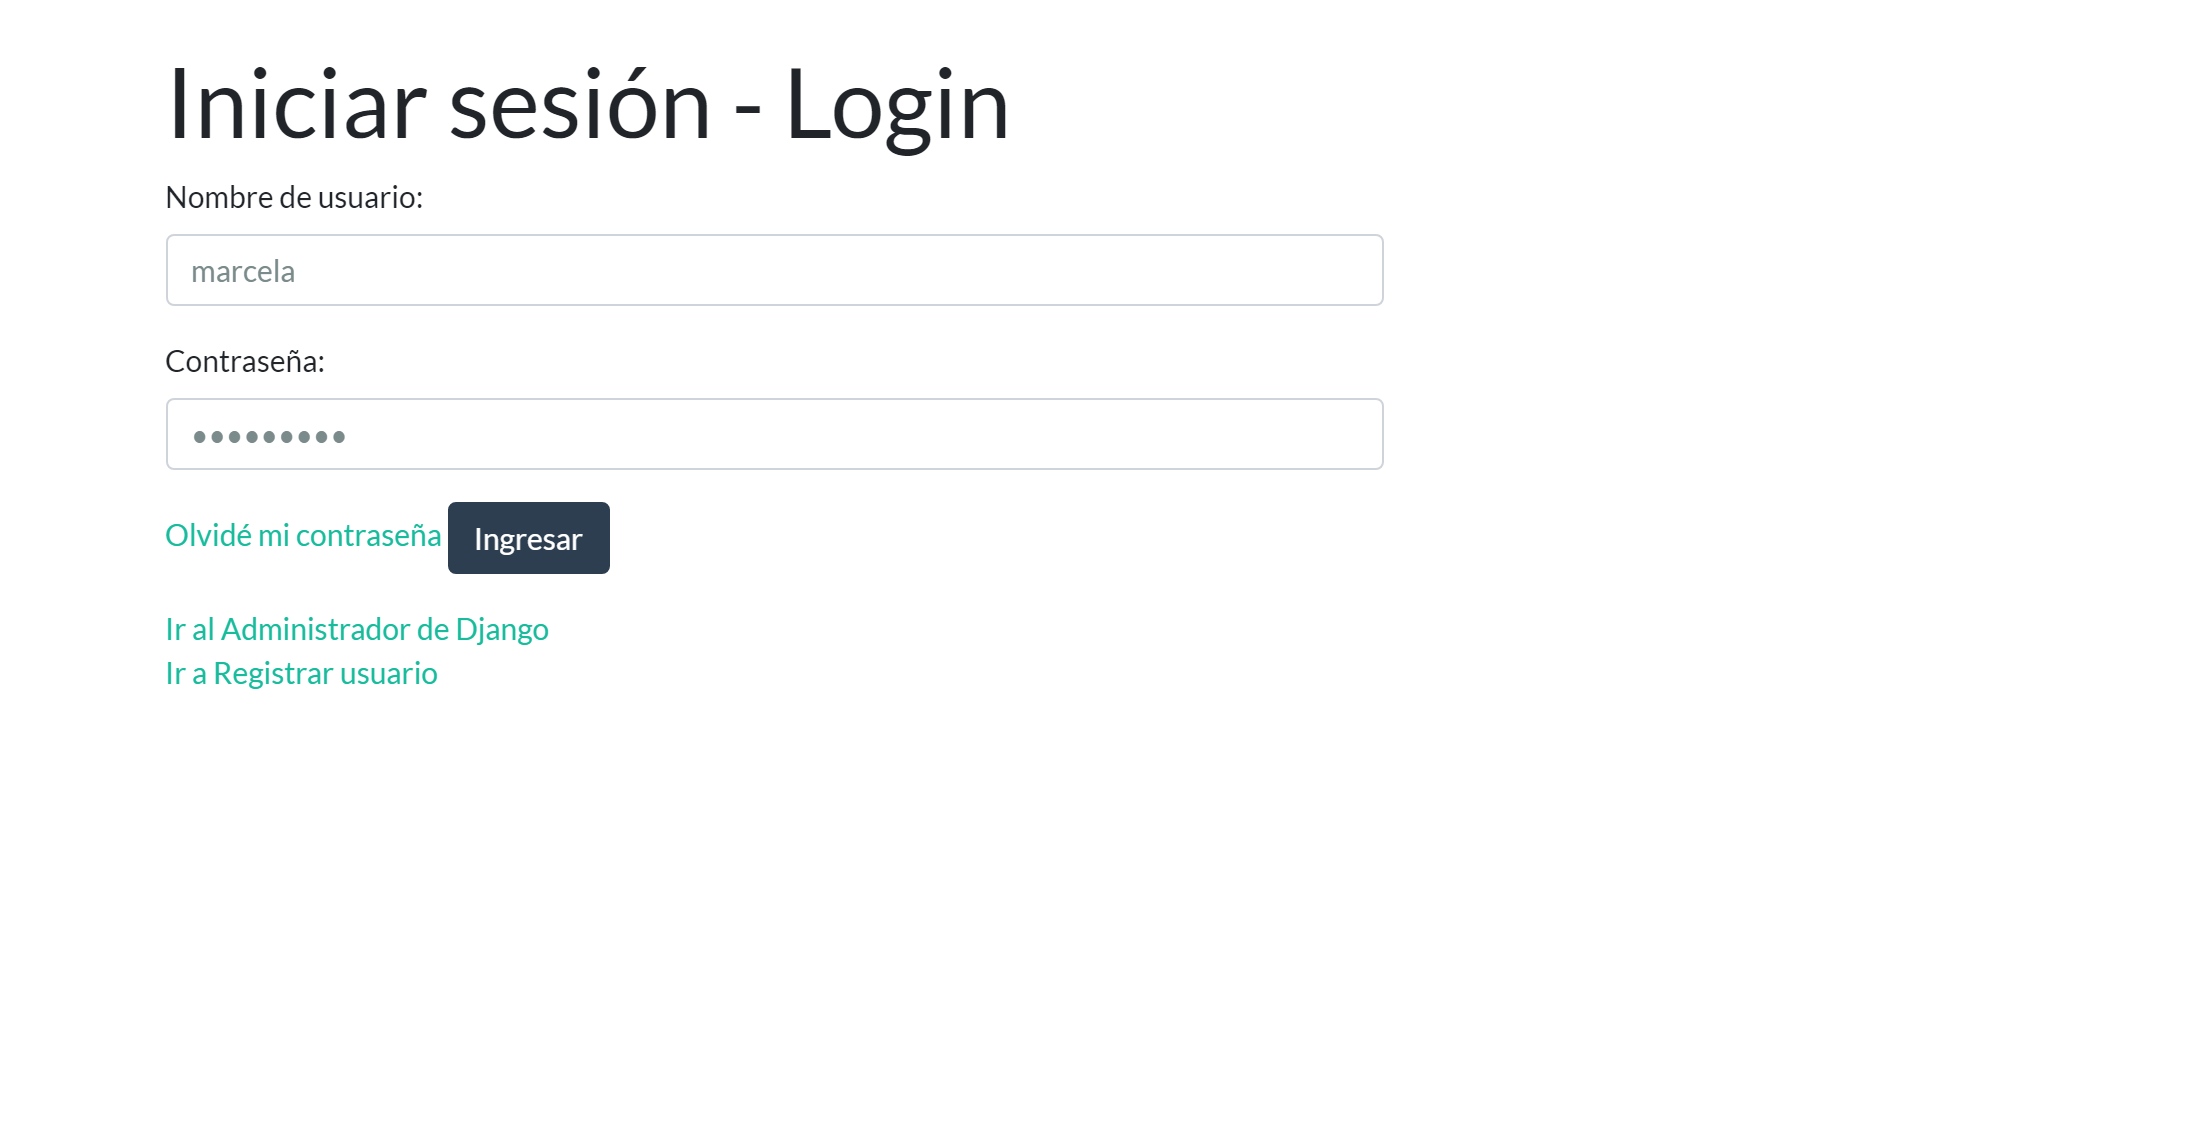 Iniciar sesión - Login
Nombre de usuario:
marcela
Contraseña:
•••••••••
Olvidé mi contraseña Ingresar
Ir al Administrador de Django
Ir a Registrar usuario